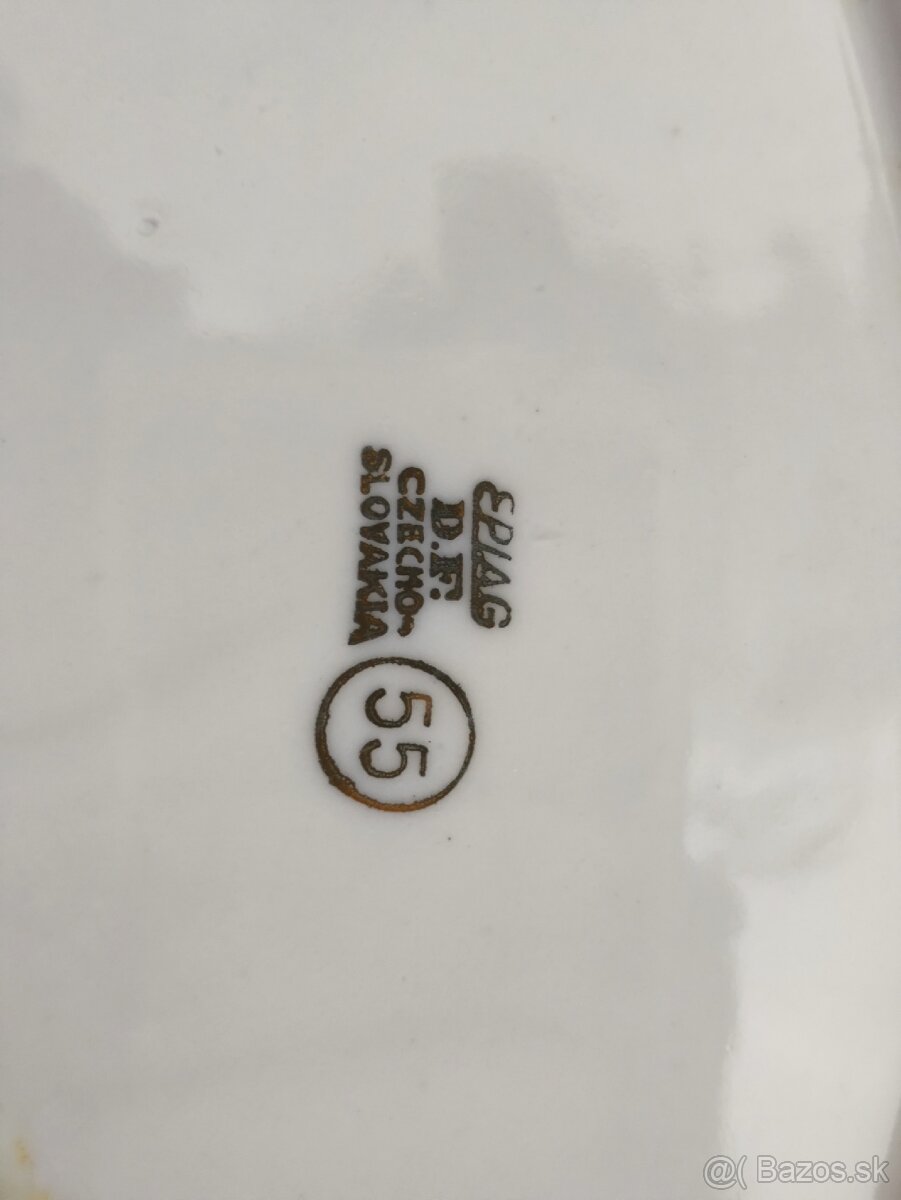 EPIAG
D.F.
CZECHO-
SLOVAKIA
55
@( Bazos.sk